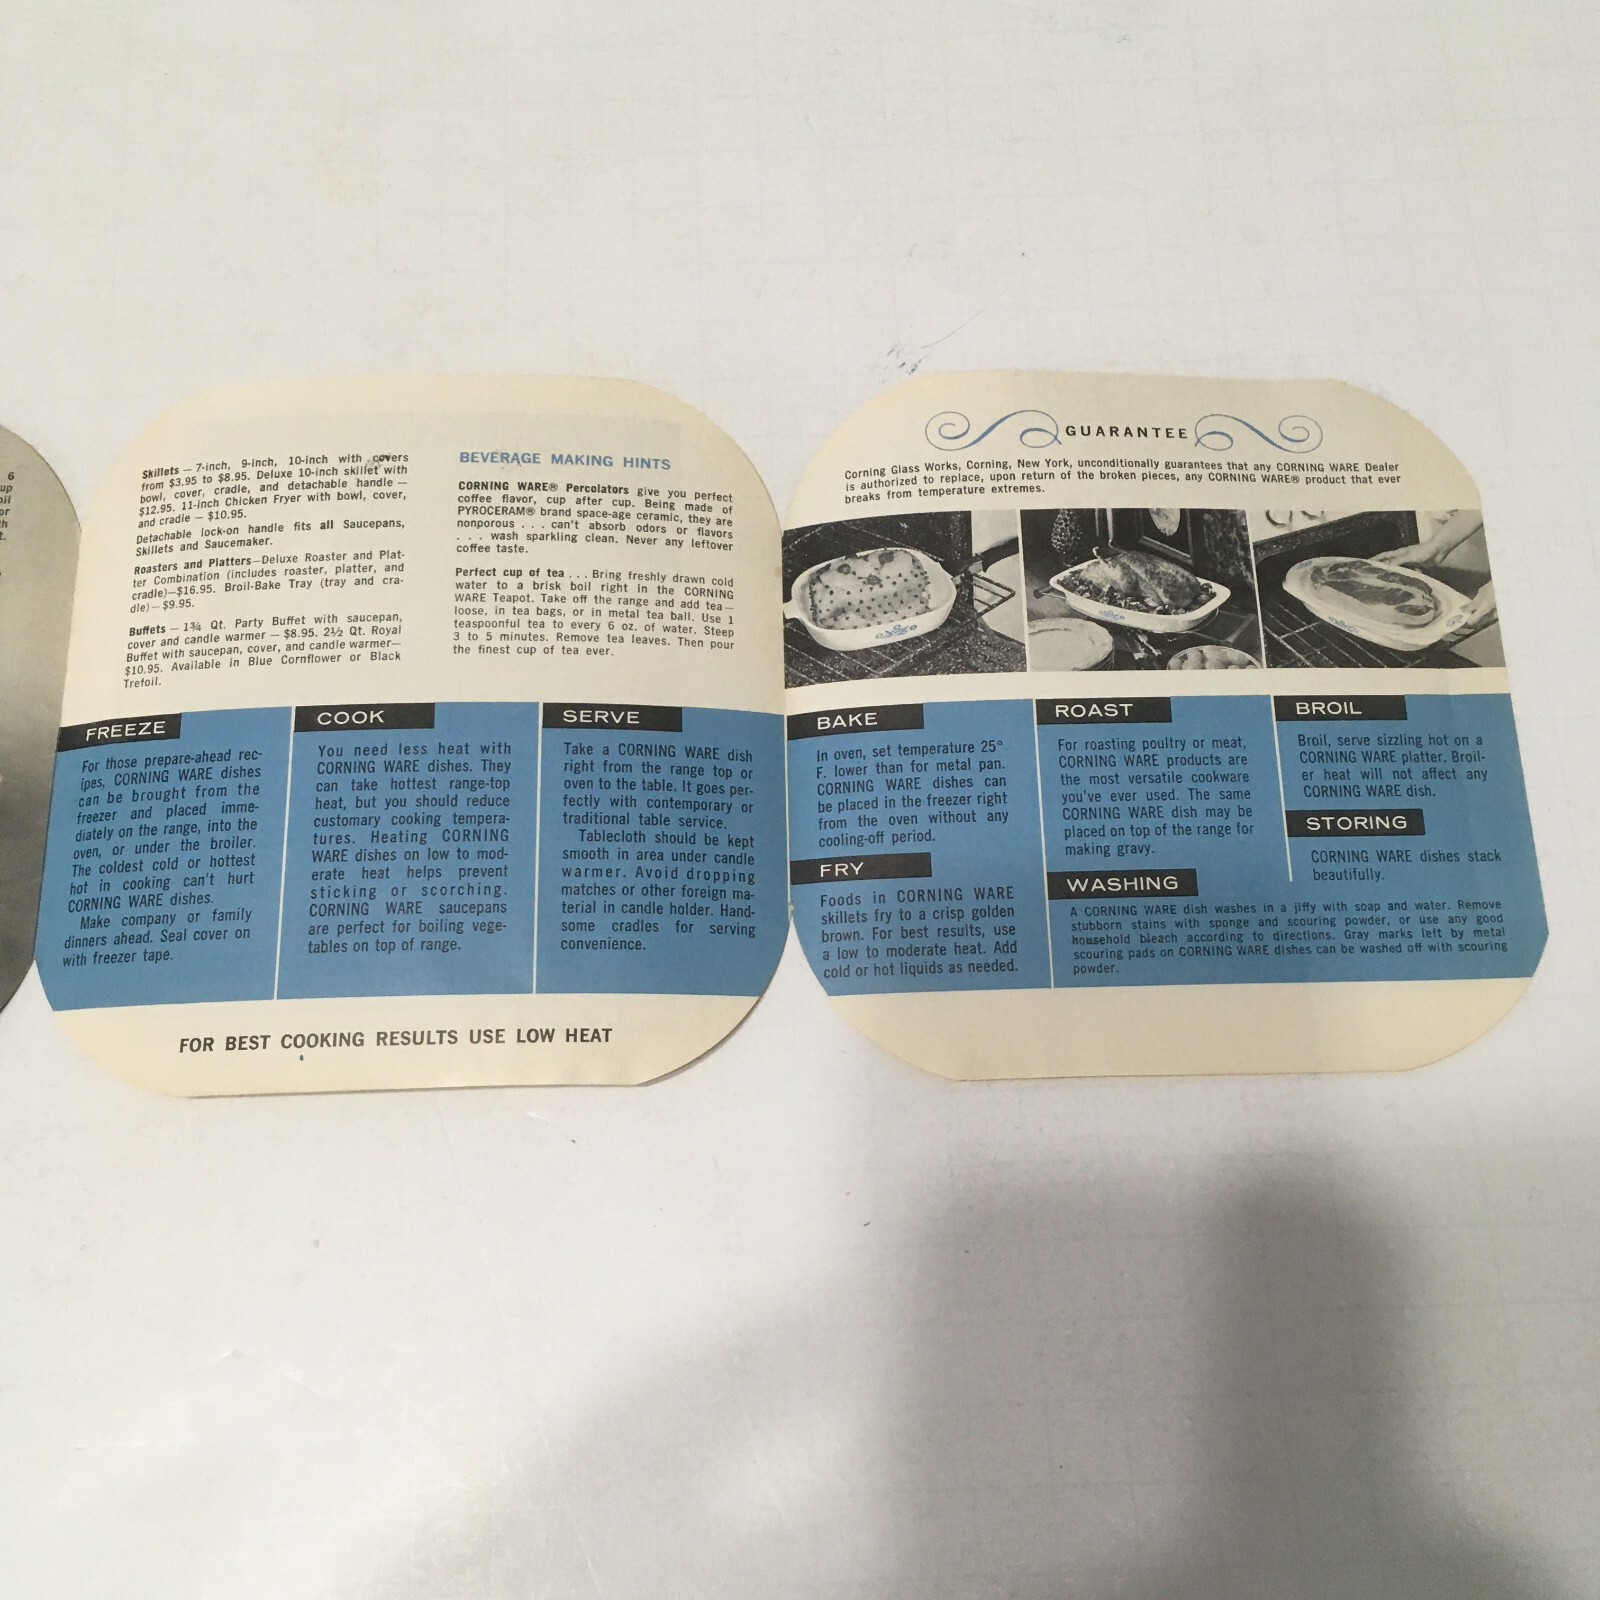 6
up
oil
or
th
t.
Skillets — 7-inch, 9-inch, 10-inch with covers
from $3.95 to $8.95. Deluxe 10-inch skillet with
bowl, cover, cradle, and detachable handle —
$12.95. 11-inch Chicken Fryer with bowl, cover,
and cradle — $10.95.
Detachable lock-on handle fits all Saucepans,
Skillets and Saucemaker.
Roasters and Platters—Deluxe Roaster and Plat-
ter Combination (includes roaster, platter, and
cradle)—$16.95. Broil-Bake Tray (tray and cra-
dle)—$9.95.
Buffets — 1¾ Qt. Party Buffet with saucepan,
cover and candle warmer — $8.95. 2½ Qt. Royal
Buffet with saucepan, cover, and candle warmer—
$10.95. Available in Blue Cornflower or Black
Trefoil.
BEVERAGE MAKING HINTS
CORNING WARE® Percolators give you perfect
coffee flavor, cup after cup. Being made of
PYROCERAM® brand space-age ceramic, they are
nonporous . . . can't absorb odors or flavors
. . . wash sparkling clean. Never any leftover
coffee taste.
Perfect cup of tea . . . Bring freshly drawn cold
water to a brisk boil right in the CORNING
WARE Teapot. Take off the range and add tea—
loose, in tea bags, or in metal tea ball. Use 1
teaspoonful tea to every 6 oz. of water. Steep
3 to 5 minutes. Remove tea leaves. Then pour
the finest cup of tea ever.
FREEZE
For those prepare-ahead rec-
ipes, CORNING WARE dishes
can be brought from the
freezer and placed imme-
diately on the range, into the
oven, or under the broiler.
The coldest cold or hottest
hot in cooking can't hurt
CORNING WARE dishes.
Make company or family
dinners ahead. Seal cover on
with freezer tape.
COOK
You need less heat with
CORNING WARE dishes. They
can take hottest range-top
heat, but you should reduce
customary cooking tempera-
tures. Heating CORNING
WARE dishes on low to mod-
erate heat helps prevent
sticking or scorching.
CORNING WARE saucepans
are perfect for boiling vege-
tables on top of range.
SERVE
Take a CORNING WARE dish
right from the range top or
oven to the table. It goes per-
fectly with contemporary or
traditional table service.
Tablecloth should be kept
smooth in area under candle
warmer. Avoid dropping
matches or other foreign ma-
terial in candle holder. Hand-
some cradles for serving
convenience.
FOR BEST COOKING RESULTS USE LOW HEAT
GUARANTEE
Corning Glass Works, Corning, New York, unconditionally guarantees that any CORNING WARE Dealer
is authorized to replace, upon return of the broken pieces, any CORNING WARE® product that ever
breaks from temperature extremes.
BAKE
In oven, set temperature 25°
F. lower than for metal pan.
CORNING WARE dishes can
be placed in the freezer right
from the oven without any
cooling-off period.
FRY
Foods in CORNING WARE
skillets fry to a crisp golden
brown. For best results, use
a low to moderate heat. Add
cold or hot liquids as needed.
ROAST
For roasting poultry or meat,
CORNING WARE products are
the most versatile cookware
you've ever used. The same
CORNING WARE dish may be
placed on top of the range for
making gravy.
BROIL
Broil, serve sizzling hot on a
CORNING WARE platter. Broil-
er heat will not affect any
CORNING WARE dish.
STORING
CORNING WARE dishes stack
beautifully.
WASHING
A CORNING WARE dish washes in a jiffy with soap and water. Remove
stubborn stains with sponge and scouring powder, or use any good
household bleach according to directions. Gray marks left by metal
scouring pads on CORNING WARE dishes can be washed off with scouring
powder.